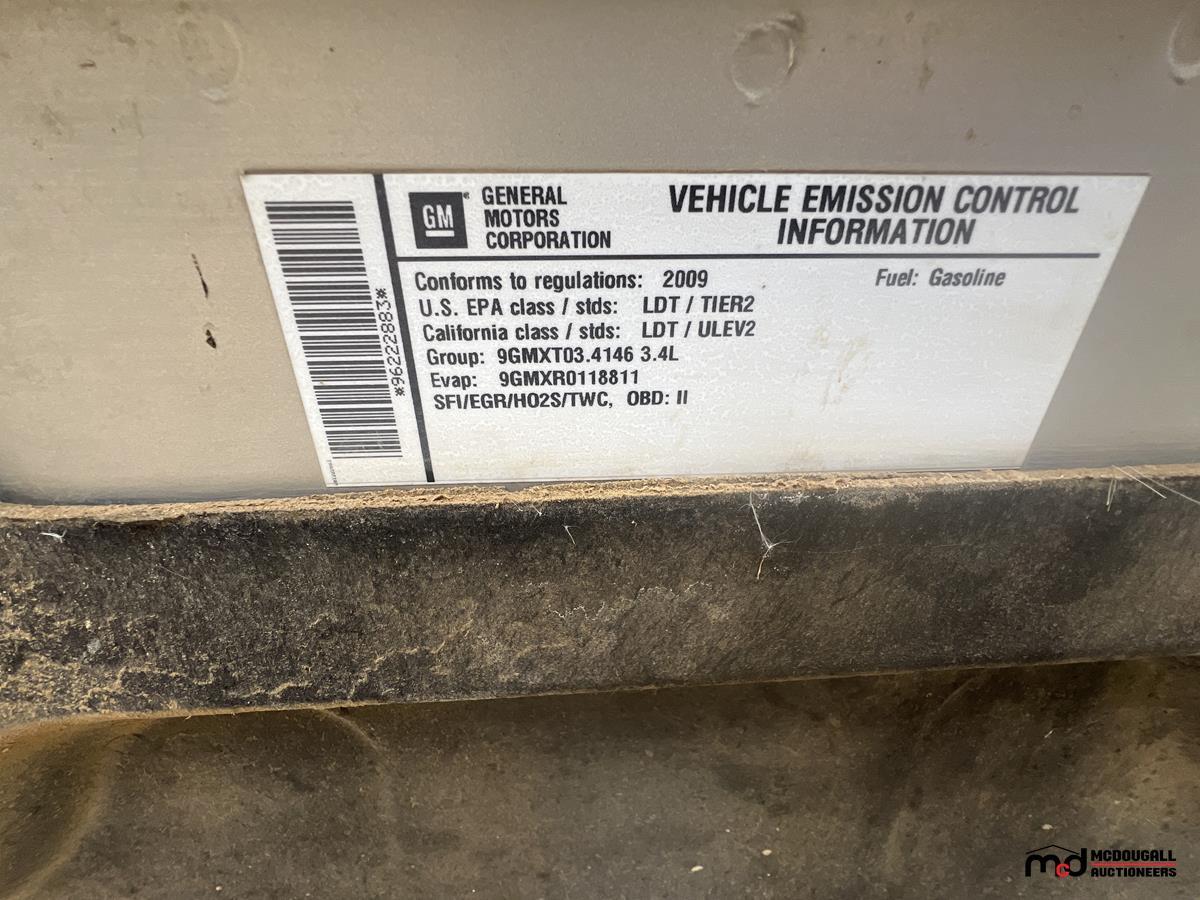 GM
GENERAL
MOTORS
CORPORATION
VEHICLE EMISSION CONTROL
INFORMATION
Conforms to regulations: 2009
Fuel: Gasoline
U.S. EPA class / stds: LDT / TIER2
California class / stds: LDT / ULEV2
Group: 9GMXT03.4146 3.4L
Evap: 9GMXR0118811
SFI/EGR/HO2S/TWC, OBD: II
*96222883*
mcd MCDOUGALL
AUCTIONEERS